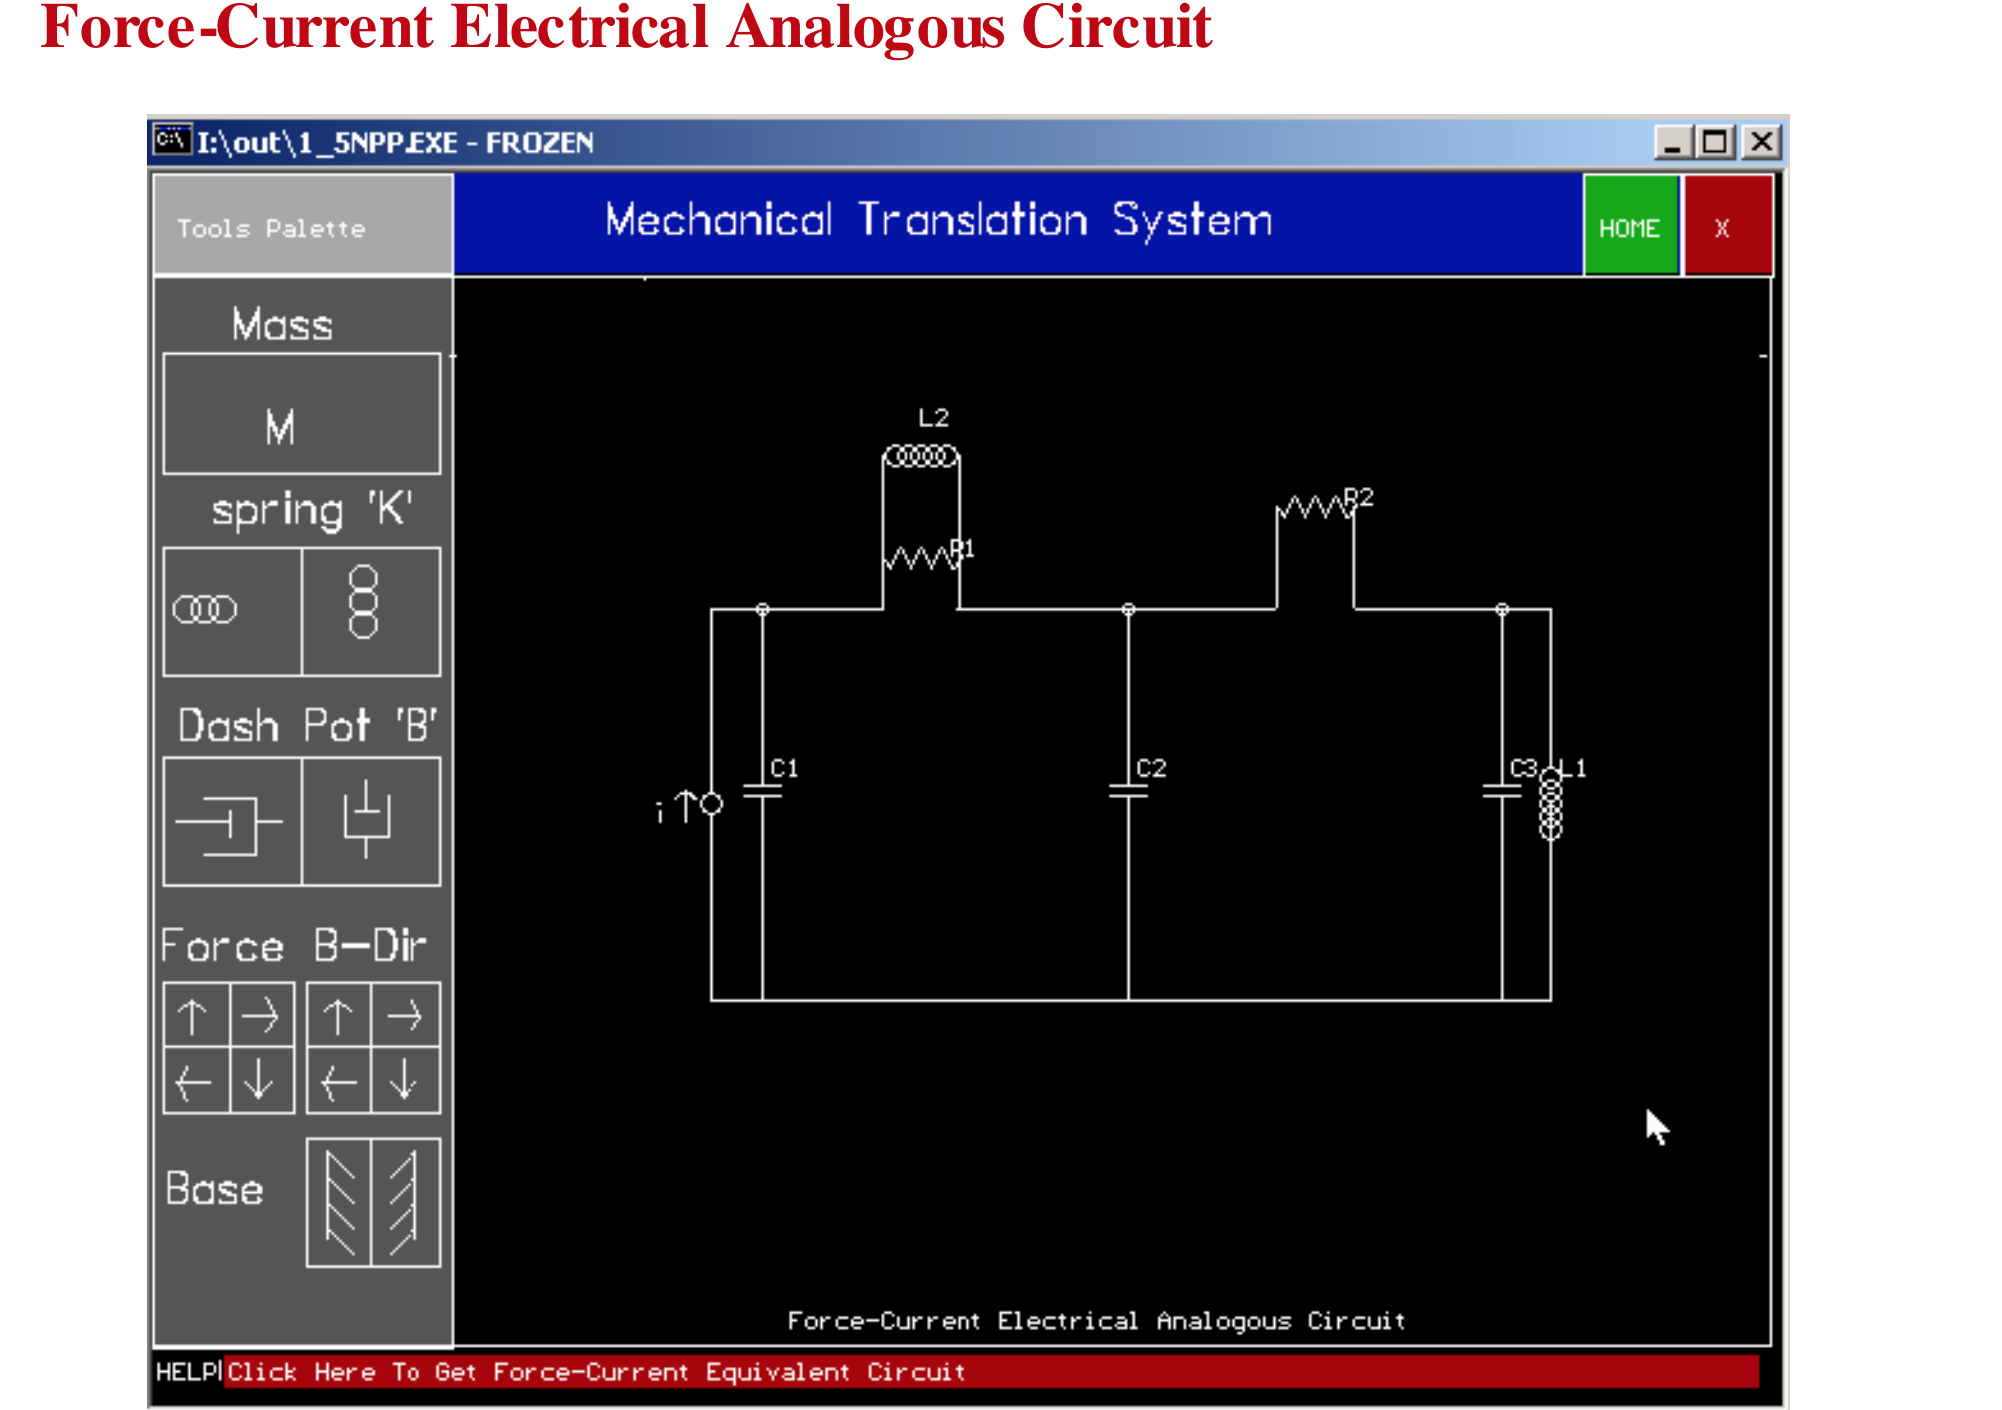 Force-Current Electrical Analogous Circuit
I:\out\1_5NPP.EXE - FROZEN
Tools Palette
Mechanical Translation System
HOME
X
Mass
M
spring 'K'
Dash Pot 'B'
Force B-Dir
Base
L2
R1
R2
i
C1
C2
C3
L1
Force-Current Electrical Analogous Circuit
HELP| Click Here To Get Force-Current Equivalent Circuit